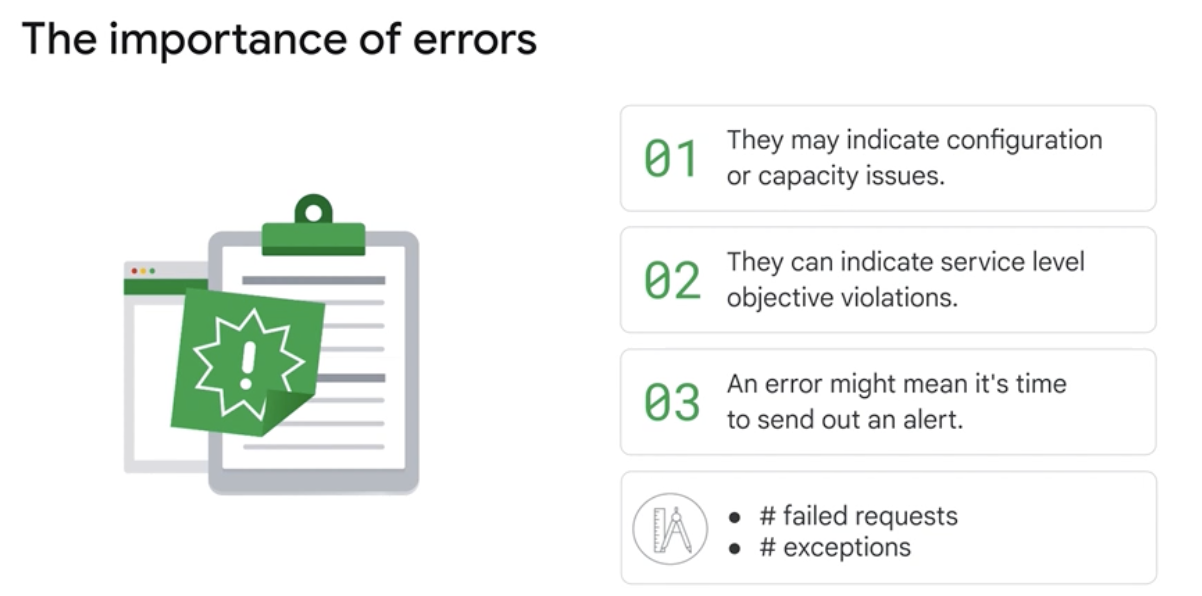 The importance of errors
01
They may indicate configuration
or capacity issues.
02
They can indicate service level
objective violations.
03
An error might mean it's time
to send out an alert.
● # failed requests
● # exceptions